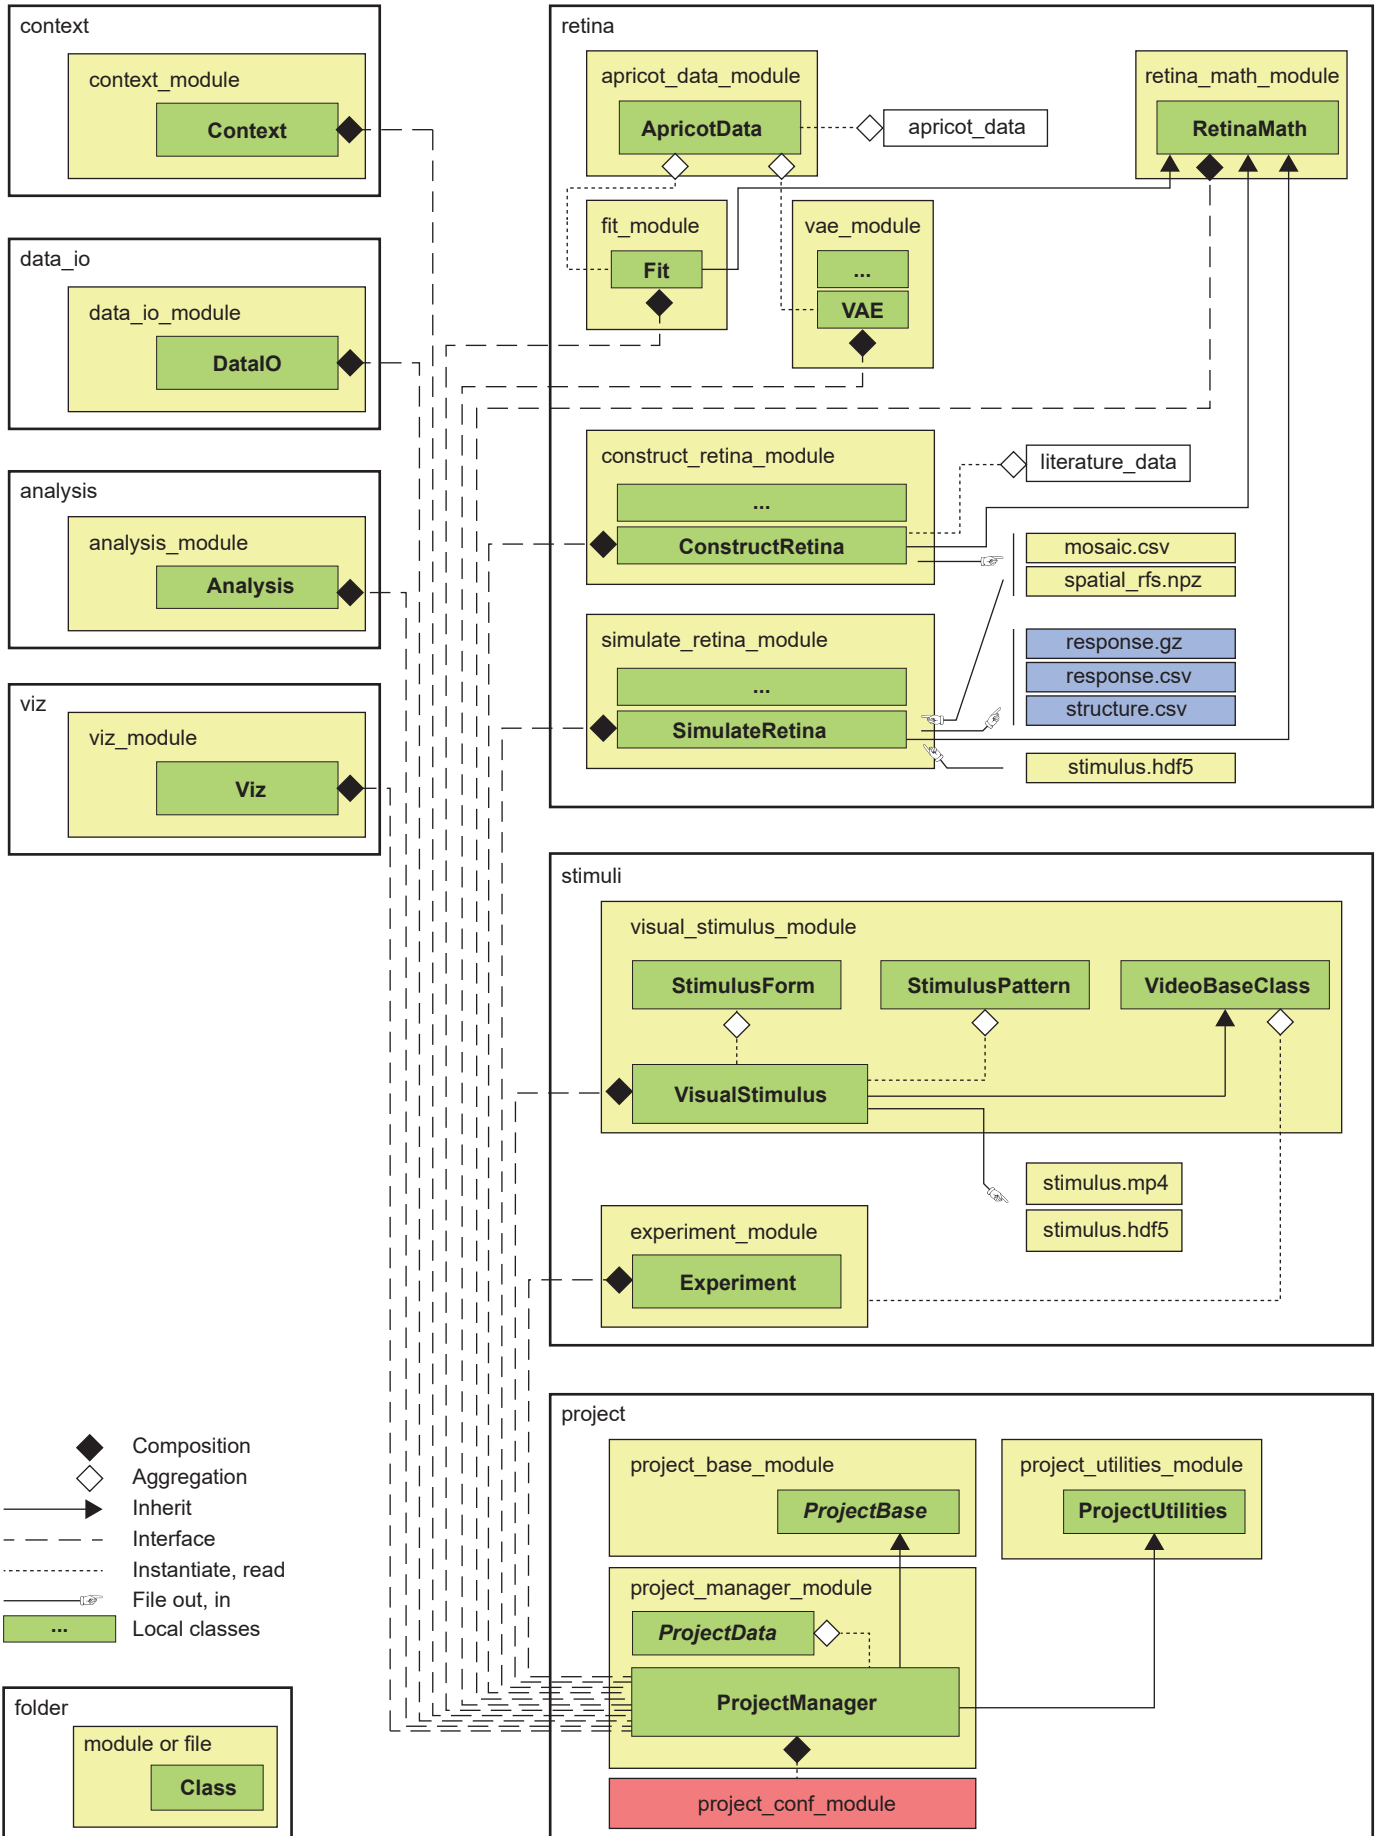 context
context_module
Context
data_io
data_io_module
DataIO
analysis
analysis_module
Analysis
viz
viz_module
Viz
retina
apricot_data_module
ApricotData
apricot_data
retina_math_module
RetinaMath
fit_module
Fit
vae_module
...
VAE
construct_retina_module
...
ConstructRetina
literature_data
mosaic.csv
spatial_rfs.npz
simulate_retina_module
...
SimulateRetina
response.gz
response.csv
structure.csv
stimulus.hdf5
stimuli
visual_stimulus_module
StimulusForm
StimulusPattern
VideoBaseClass
VisualStimulus
stimulus.mp4
stimulus.hdf5
experiment_module
Experiment
project
project_base_module
ProjectBase
project_utilities_module
ProjectUtilities
project_manager_module
ProjectData
ProjectManager
project_conf_module
Composition
Aggregation
Inherit
Interface
Instantiate, read
File out, in
... Local classes
folder
module or file
Class